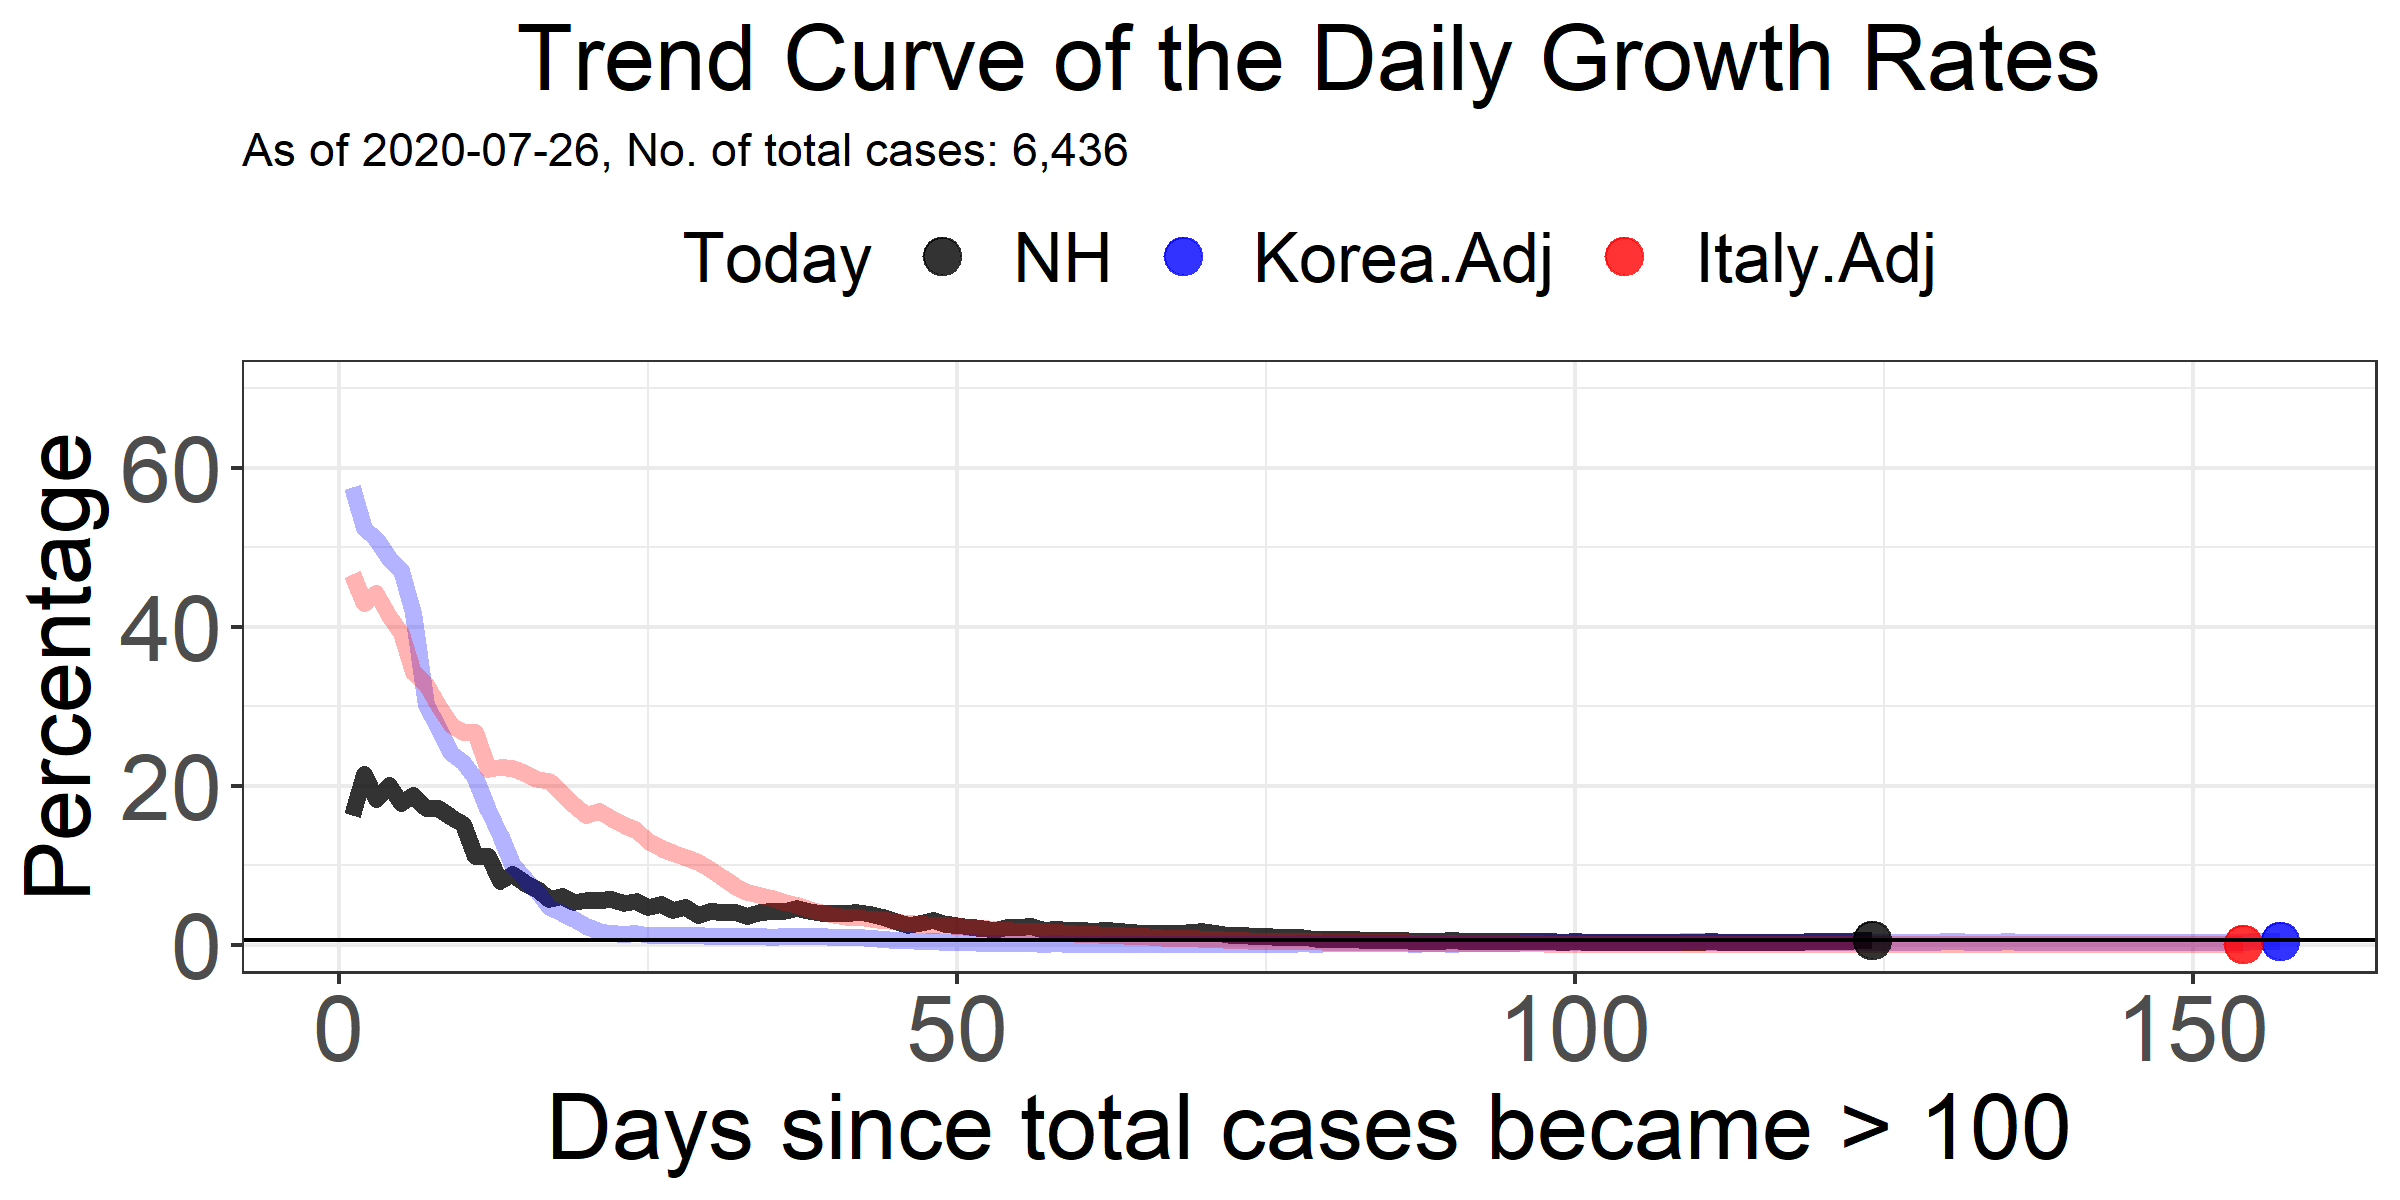 Trend Curve of the Daily Growth Rates
As of 2020-07-26, No. of total cases: 6,436
Today NH Korea.Adj Italy.Adj
Percentage
60
40
20
0
0 50 100 150
Days since total cases became > 100